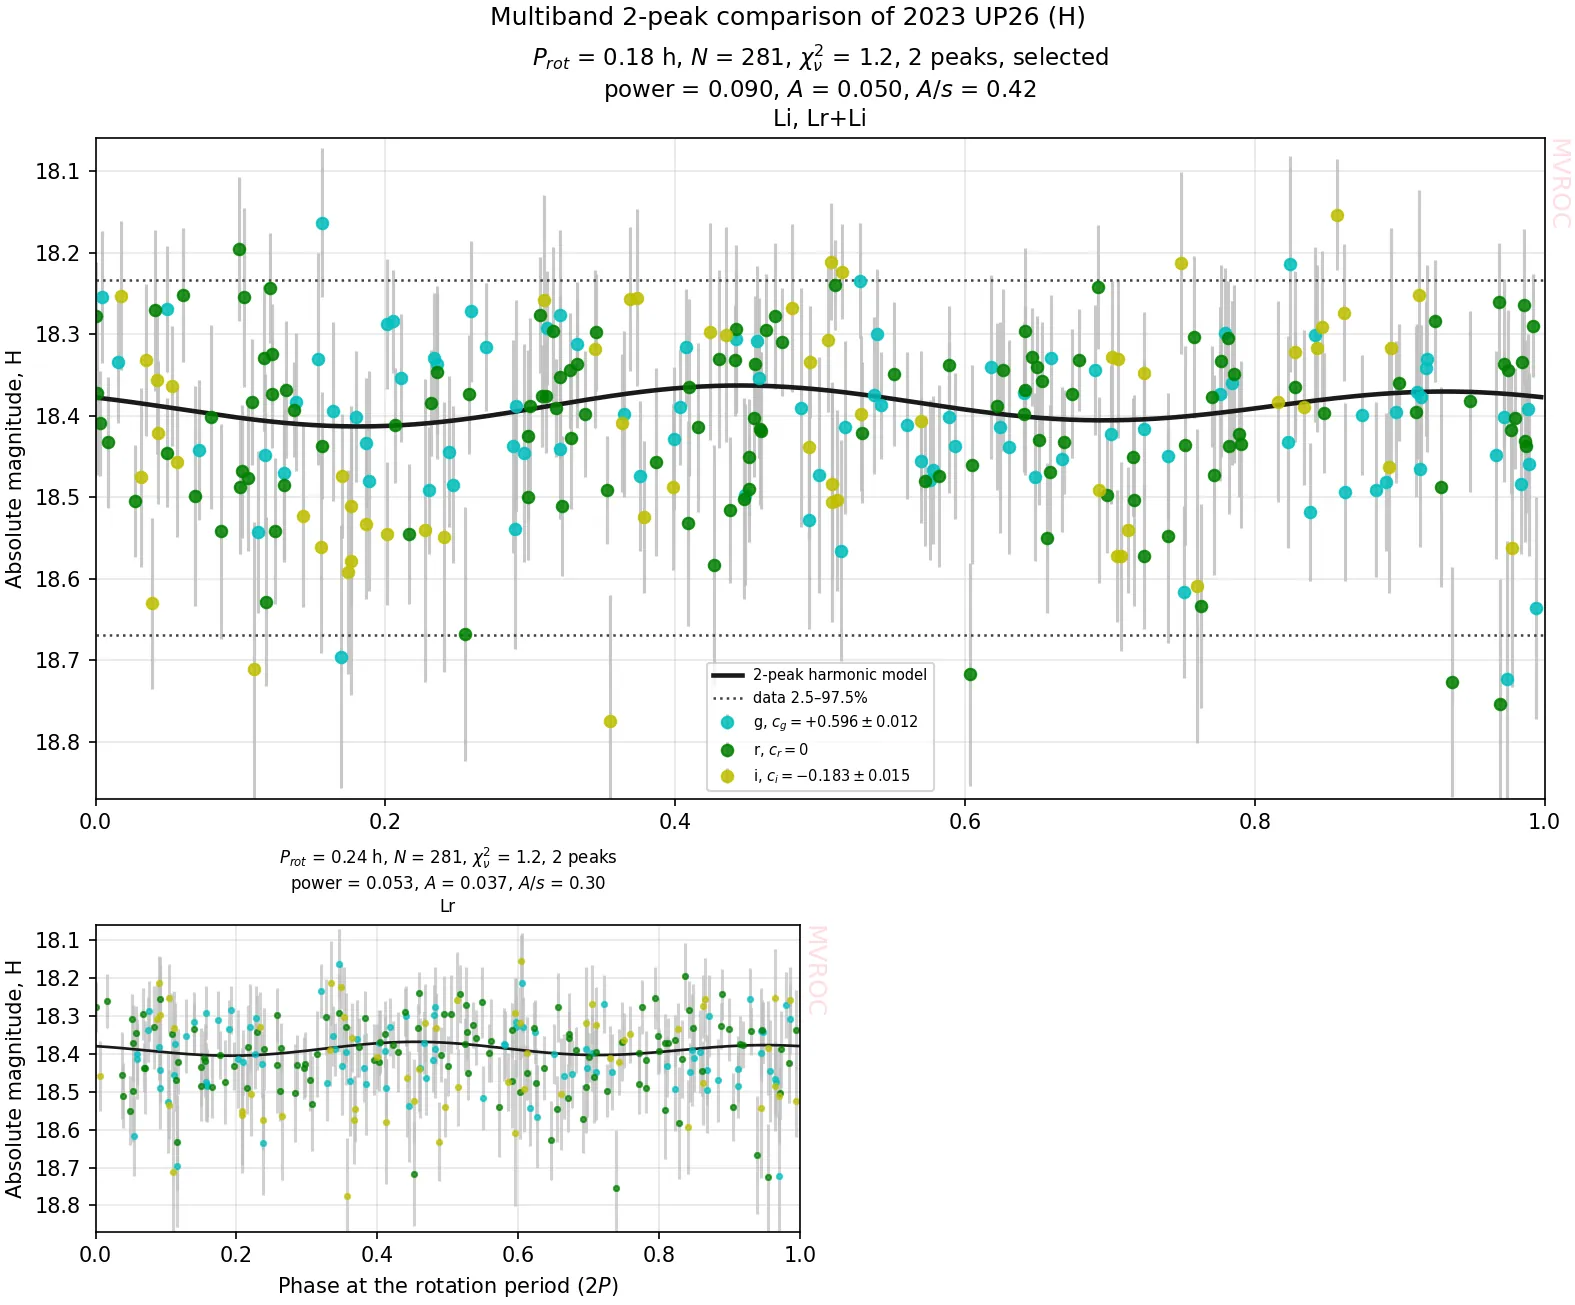 Multiband 2-peak comparison of 2023 UP26 (H)
P_rot = 0.18 h, N = 281, χ²_ν = 1.2, 2 peaks, selected
power = 0.090, A = 0.050, A/s = 0.42
Li, Lr+Li
MVROC
Absolute magnitude, H
18.1
18.2
18.3
18.4
18.5
18.6
18.7
18.8
2-peak harmonic model
data 2.5–97.5%
g, c_g = +0.596 ± 0.012
r, c_r = 0
i, c_i = −0.183 ± 0.015
0.0 0.2 0.4 0.6 0.8 1.0
P_rot = 0.24 h, N = 281, χ²_ν = 1.2, 2 peaks
power = 0.053, A = 0.037, A/s = 0.30
Lr
MVROC
Absolute magnitude, H
18.1
18.2
18.3
18.4
18.5
18.6
18.7
18.8
0.0 0.2 0.4 0.6 0.8 1.0
Phase at the rotation period (2P)